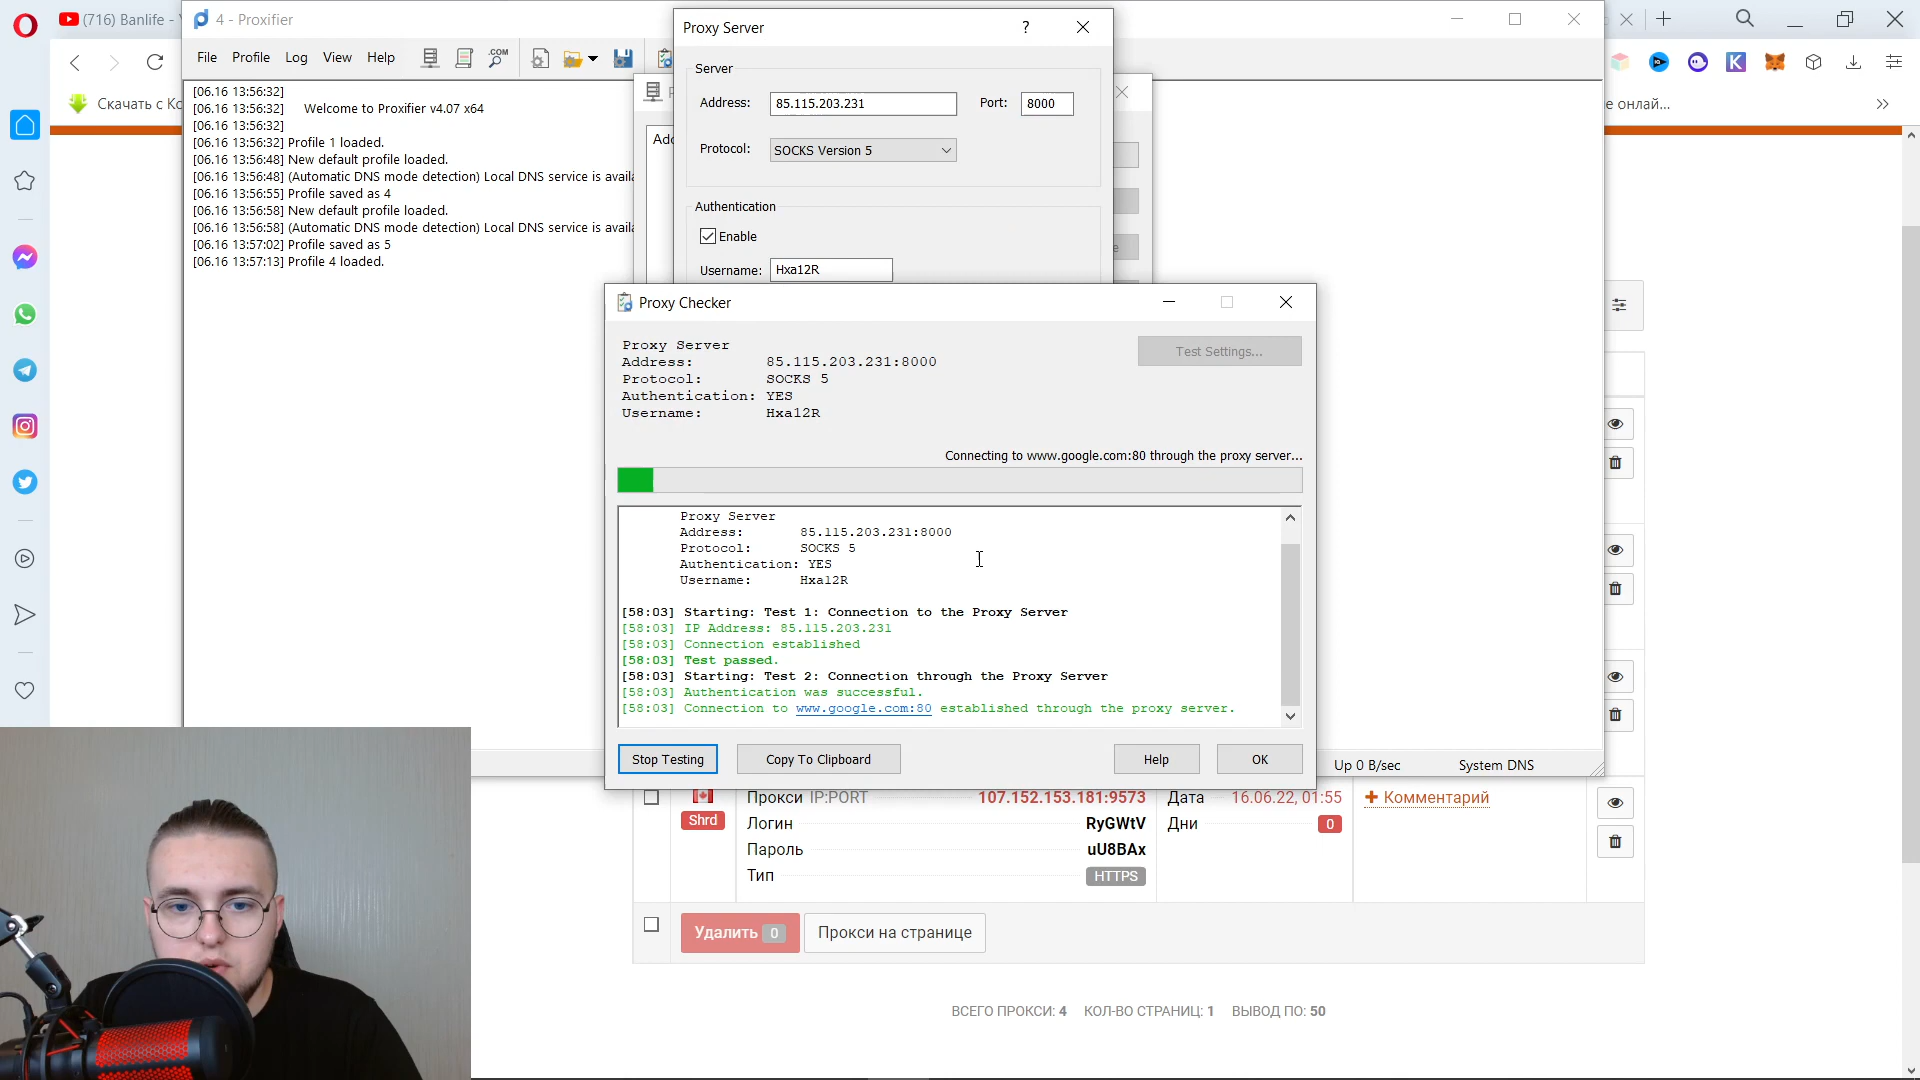 (716) Banlife -
4 - Proxifier
File Profile Log View Help
.COM
Скачать с Ко
е онлай...
[06.16 13:56:32]
[06.16 13:56:32] Welcome to Proxifier v4.07 x64
[06.16 13:56:32]
[06.16 13:56:32] Profile 1 loaded.
[06.16 13:56:48] New default profile loaded.
[06.16 13:56:48] (Automatic DNS mode detection) Local DNS service is availa
[06.16 13:56:55] Profile saved as 4
[06.16 13:56:58] New default profile loaded.
[06.16 13:56:58] (Automatic DNS mode detection) Local DNS service is availa
[06.16 13:57:02] Profile saved as 5
[06.16 13:57:13] Profile 4 loaded.
Proxy Server ?
Server
Address: 85.115.203.231 Port: 8000
Protocol: SOCKS Version 5
Authentication
Enable
Username: Hxa12R
Proxy Checker
Proxy Server
Address: 85.115.203.231:8000
Protocol: SOCKS 5
Authentication: YES
Username: Hxa12R
Test Settings...
Connecting to www.google.com:80 through the proxy server...
Proxy Server
Address: 85.115.203.231:8000
Protocol: SOCKS 5
Authentication: YES
Username: Hxa12R
[58:03] Starting: Test 1: Connection to the Proxy Server
[58:03] IP Address: 85.115.203.231
[58:03] Connection established
[58:03] Test passed.
[58:03] Starting: Test 2: Connection through the Proxy Server
[58:03] Authentication was successful.
[58:03] Connection to www.google.com:80 established through the proxy server.
Stop Testing Copy To Clipboard Help OK
Up 0 B/sec System DNS
Shrd
Прокси IP:PORT 107.152.153.181:9573 Дата 16.06.22, 01:55 + Комментарий
Логин RyGWtV Дни 0
Пароль uU8BAx
Тип HTTPS
Удалить 0 Прокси на странице
ВСЕГО ПРОКСИ: 4 КОЛ-ВО СТРАНИЦ: 1 ВЫВОД ПО: 50